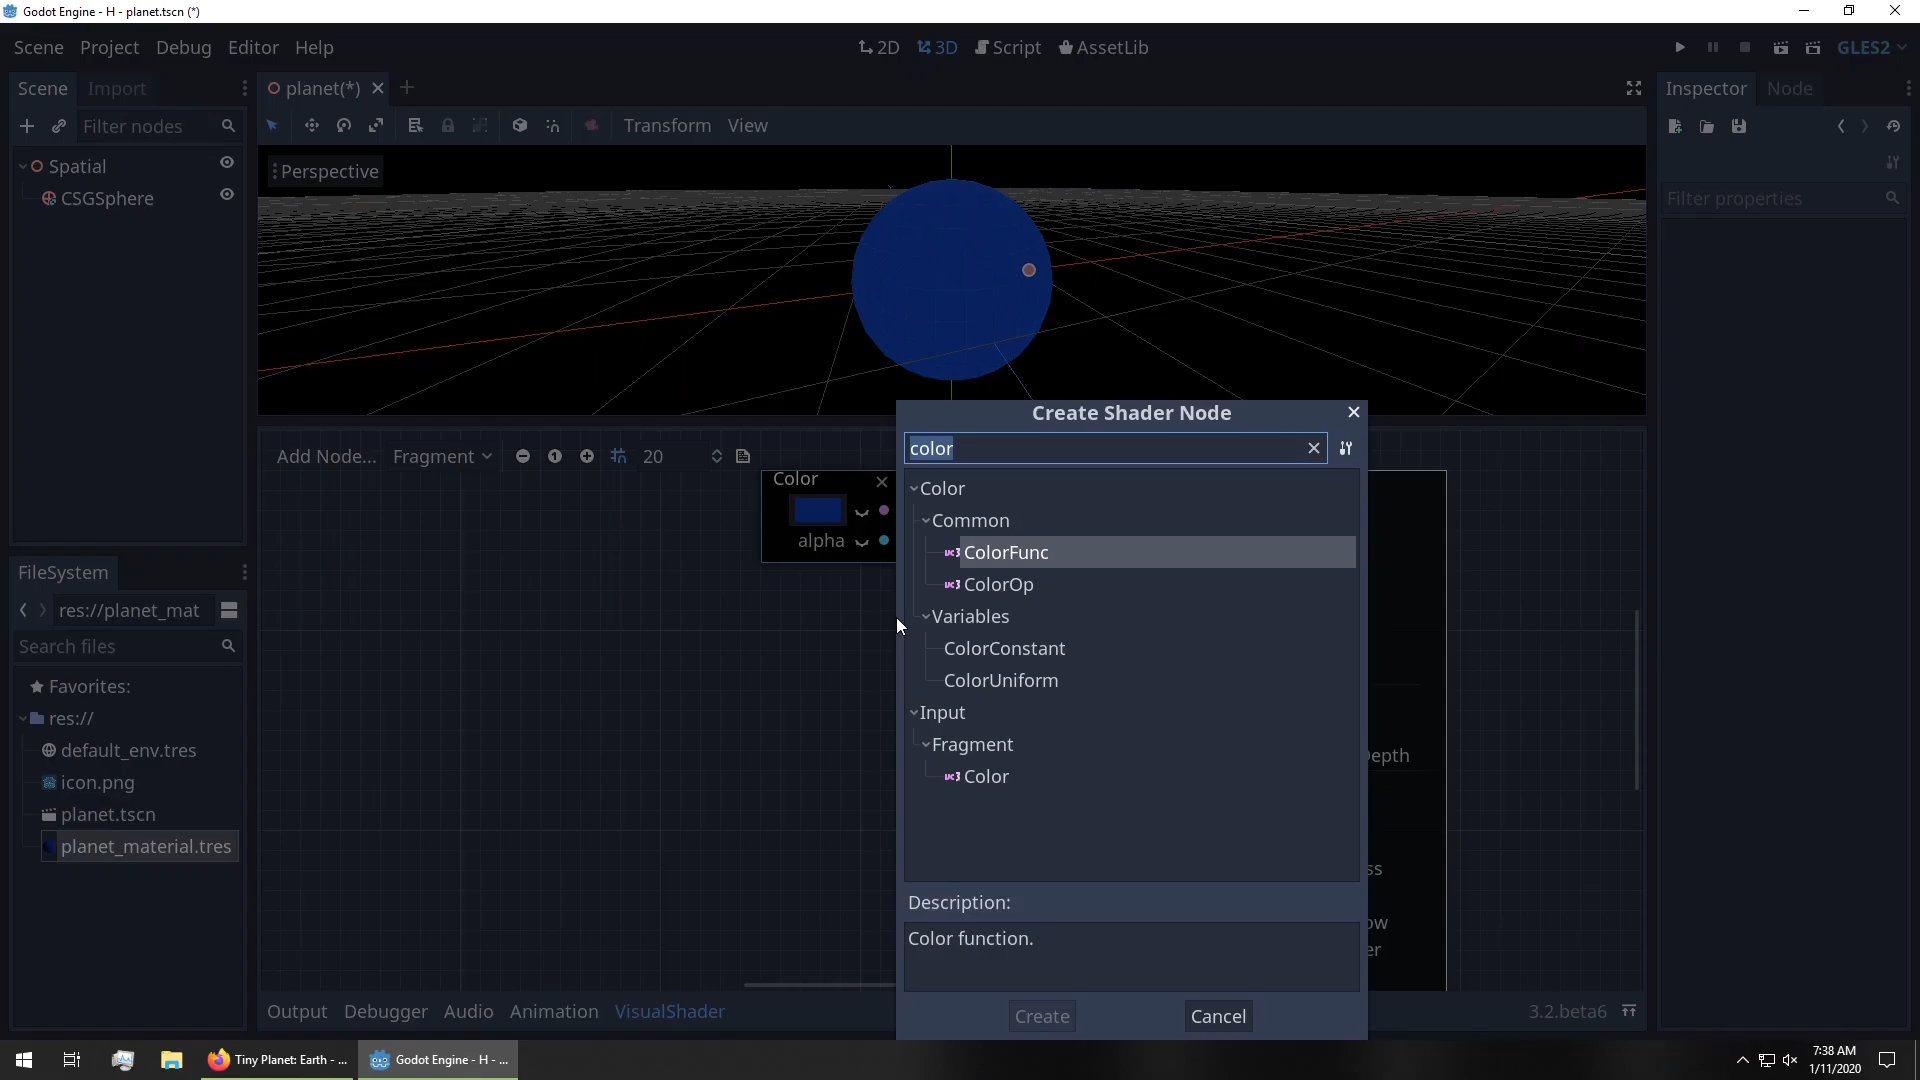 Godot Engine - H - planet.tscn (*)
Scene Project Debug Editor Help
2D 3D Script AssetLib
GLES2
Scene Import
planet(*)
Inspector Node
Filter nodes
Transform View
Spatial
Perspective
CSGSphere
Filter properties
Create Shader Node
color
Add Node... Fragment 20
Color
alpha
Color
Common
ColorFunc
ColorOp
Variables
ColorConstant
ColorUniform
Input
Fragment
Color
Depth
ss
ow
er
FileSystem
res://planet_mat
Search files
Favorites:
res://
default_env.tres
icon.png
planet.tscn
planet_material.tres
Description:
Color function.
Create Cancel
Output Debugger Audio Animation VisualShader
3.2.beta6
Tiny Planet: Earth - ...
Godot Engine - H - ...
7:38 AM
1/11/2020